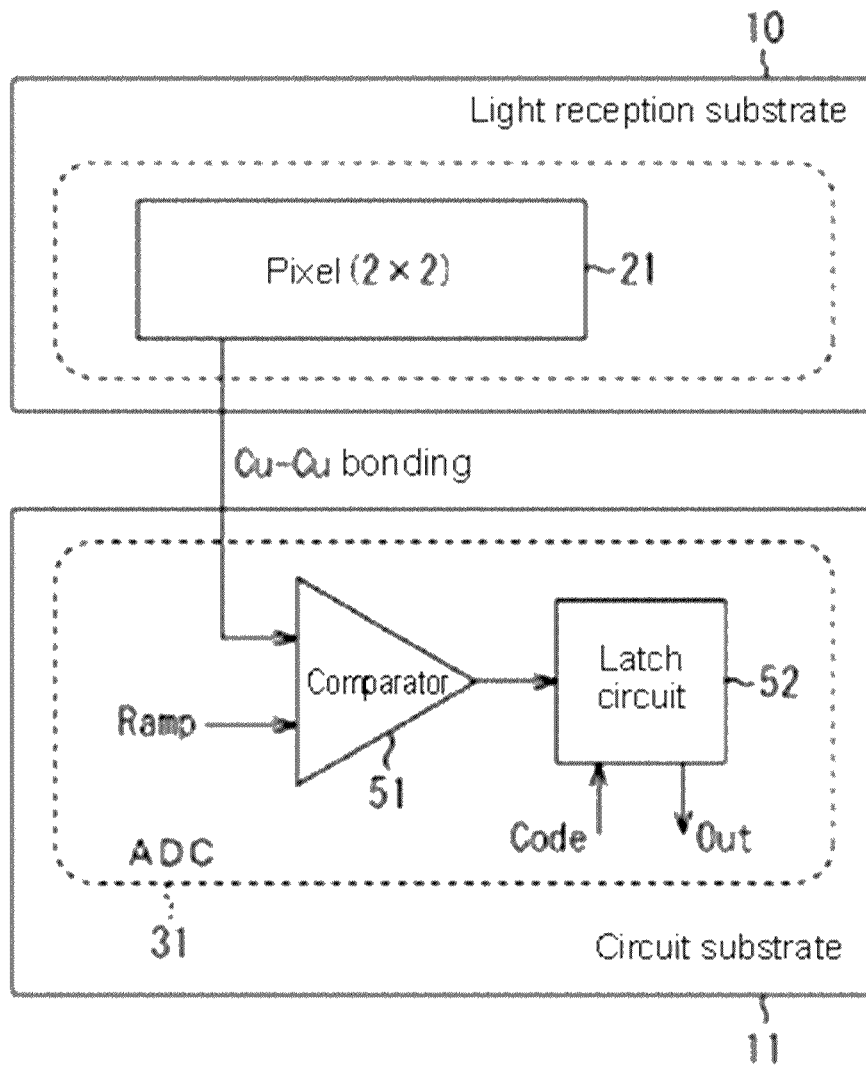 10
Light reception substrate
Pixel (2 × 2)
21
Cu-Cu bonding
Comparator
Latch
circuit
52
Ramp
51
Code
Out
ADC
31
Circuit substrate
11